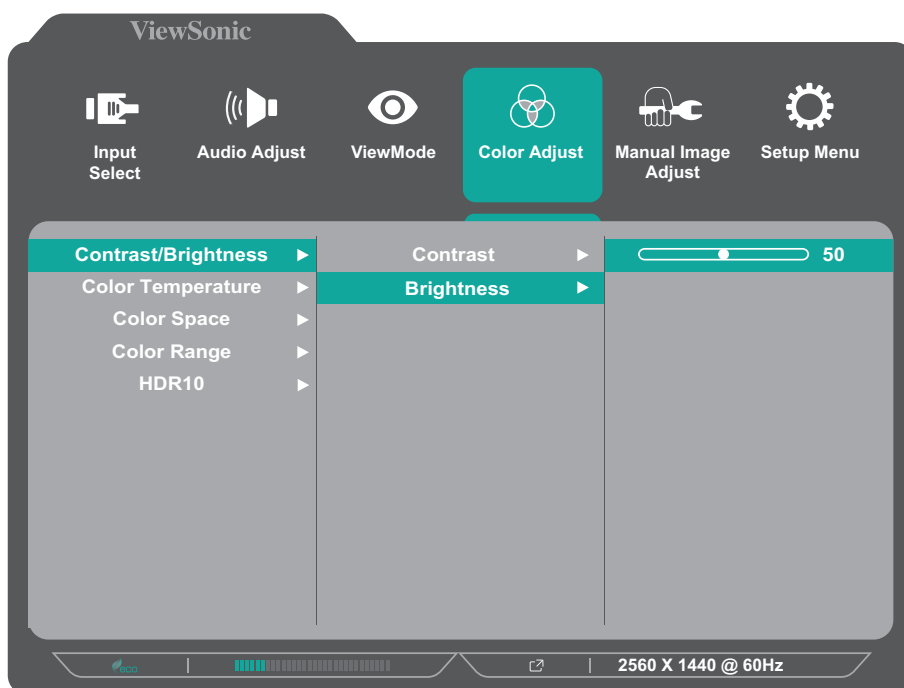 ViewSonic
Input Select
Audio Adjust
ViewMode
Color Adjust
Manual Image Adjust
Setup Menu
Contrast/Brightness
Contrast
50
Color Temperature
Brightness
Color Space
Color Range
HDR10
eco
2560 X 1440 @ 60Hz